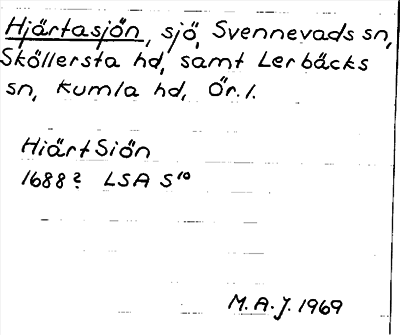 Hjärtasjön, sjö, Svennevads sn,
Sköllersta hd, samt Lerbäcks
sn, Kumla hd, Ör. l.
HiärtSiön
1688? LSA S¹⁰
M.A.J. 1969